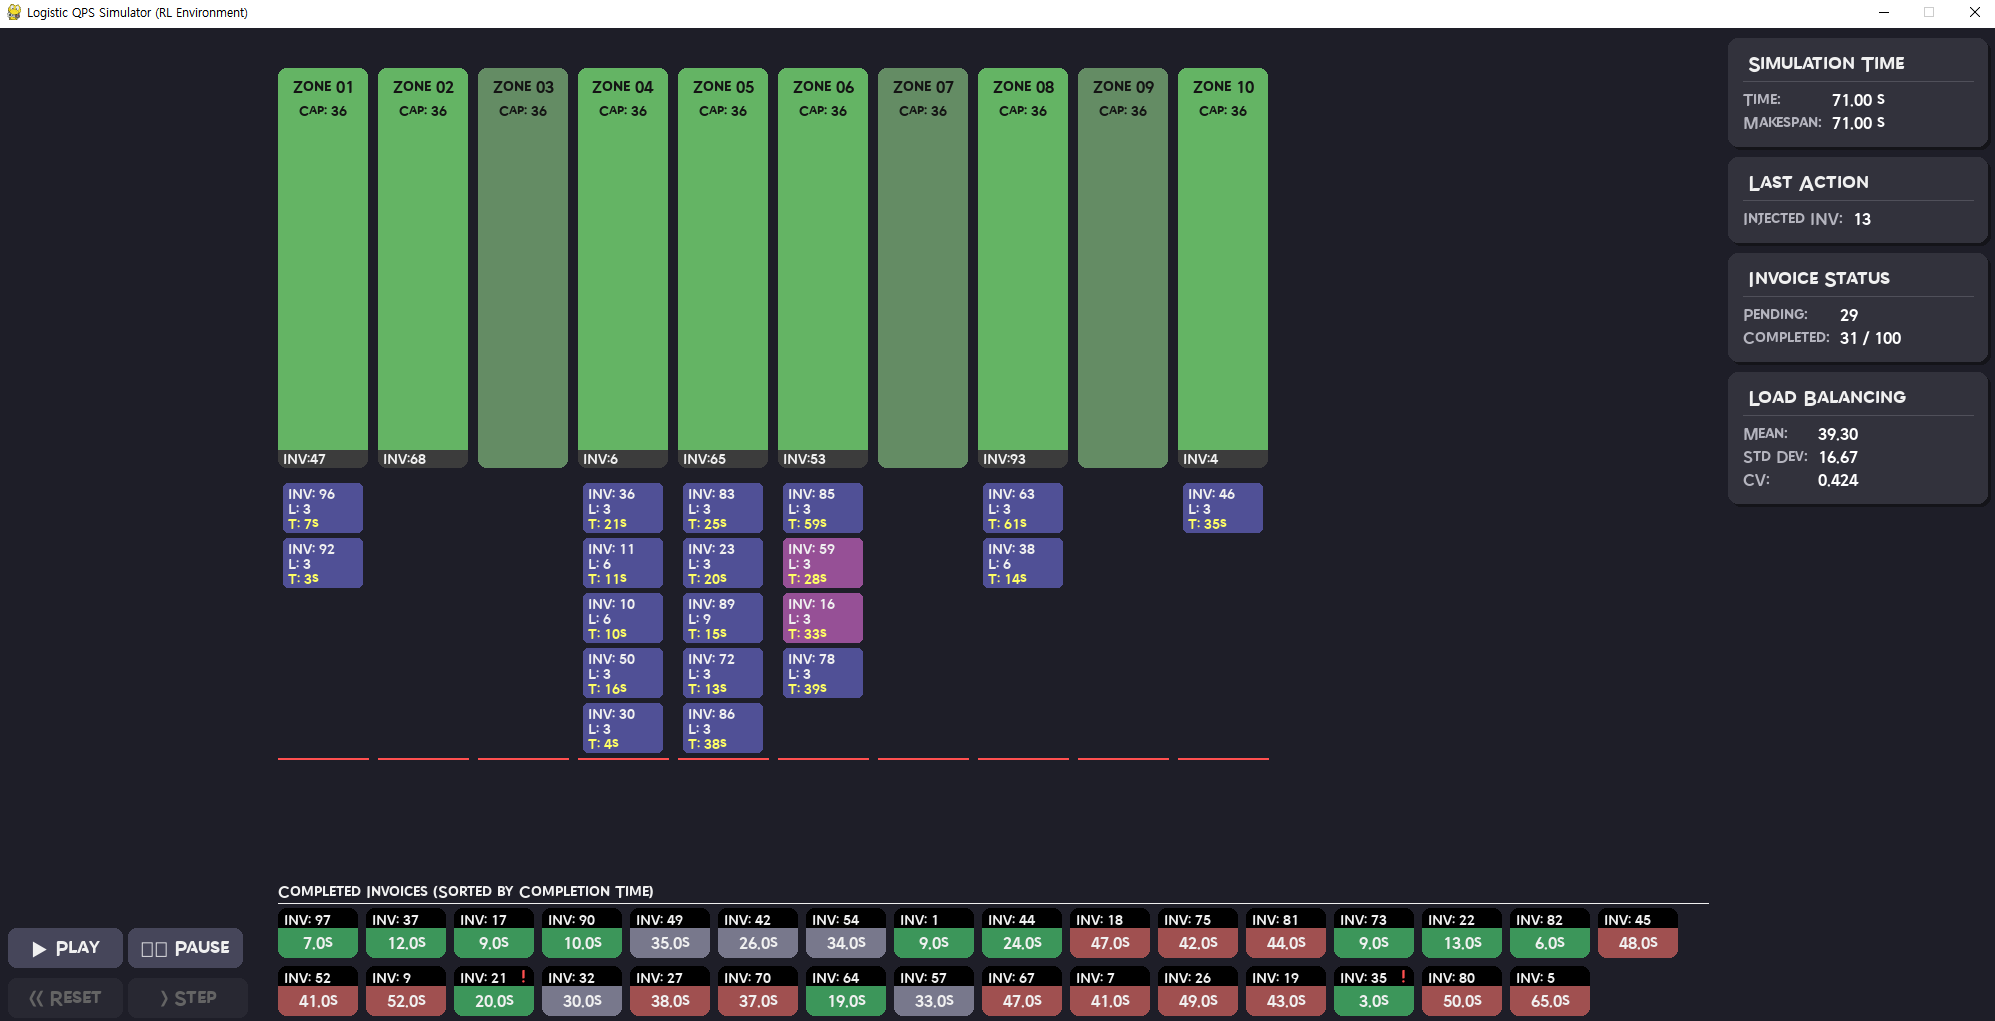 Logistic QPS Simulator (RL Environment)
ZONE 01
CAP: 36
INV:47
INV: 96
L: 3
T: 7s
INV: 92
L: 3
T: 3s
ZONE 02
CAP: 36
INV:68
ZONE 03
CAP: 36
ZONE 04
CAP: 36
INV:6
INV: 36
L: 3
T: 21s
INV: 11
L: 6
T: 11s
INV: 10
L: 6
T: 10s
INV: 50
L: 3
T: 16s
INV: 30
L: 3
T: 4s
ZONE 05
CAP: 36
INV:65
INV: 83
L: 3
T: 25s
INV: 23
L: 3
T: 20s
INV: 89
L: 9
T: 15s
INV: 72
L: 3
T: 13s
INV: 86
L: 3
T: 38s
ZONE 06
CAP: 36
INV:53
INV: 85
L: 3
T: 59s
INV: 59
L: 3
T: 28s
INV: 16
L: 3
T: 33s
INV: 78
L: 3
T: 39s
ZONE 07
CAP: 36
ZONE 08
CAP: 36
INV:93
INV: 63
L: 3
T: 61s
INV: 38
L: 6
T: 14s
ZONE 09
CAP: 36
ZONE 10
CAP: 36
INV:4
INV: 46
L: 3
T: 35s
Simulation Time
Time: 71.00 s
Makespan: 71.00 s
Last Action
Injected INV: 13
Invoice Status
Pending: 29
Completed: 31 / 100
Load Balancing
Mean: 39.30
Std Dev: 16.67
CV: 0.424
Completed Invoices (Sorted by Completion Time)
INV: 97
7.0s
INV: 37
12.0s
INV: 17
9.0s
INV: 90
10.0s
INV: 49
35.0s
INV: 42
26.0s
INV: 54
34.0s
INV: 1
9.0s
INV: 44
24.0s
INV: 18
47.0s
INV: 75
42.0s
INV: 81
44.0s
INV: 73
9.0s
INV: 22
13.0s
INV: 82
6.0s
INV: 45
48.0s
INV: 52
41.0s
INV: 9
52.0s
INV: 21 !
20.0s
INV: 32
30.0s
INV: 27
38.0s
INV: 70
37.0s
INV: 64
19.0s
INV: 57
33.0s
INV: 67
47.0s
INV: 7
41.0s
INV: 26
49.0s
INV: 19
43.0s
INV: 35 !
3.0s
INV: 80
50.0s
INV: 5
65.0s
▶ PLAY
□□ PAUSE
⟪ RESET
⟩ STEP